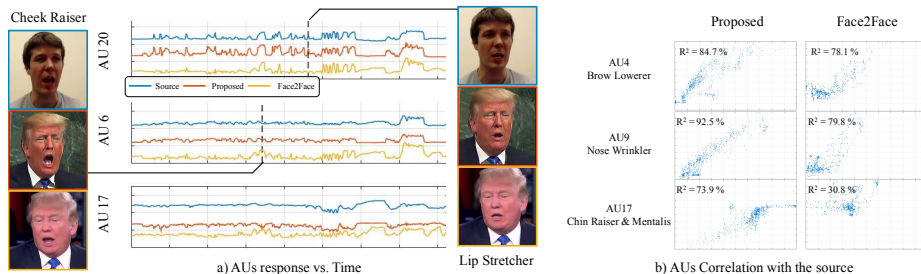 Cheek Raiser
AU 20
Source
Proposed
Face2Face
AU 6
AU 17
a) AUs response vs. Time
Lip Stretcher
Proposed
Face2Face
AU4
Brow Lowerer
R² = 84.7 %
R² = 78.1 %
AU9
Nose Wrinkler
R² = 92.5 %
R² = 79.8 %
AU17
Chin Raiser & Mentalis
R² = 73.9 %
R² = 30.8 %
b) AUs Correlation with the source